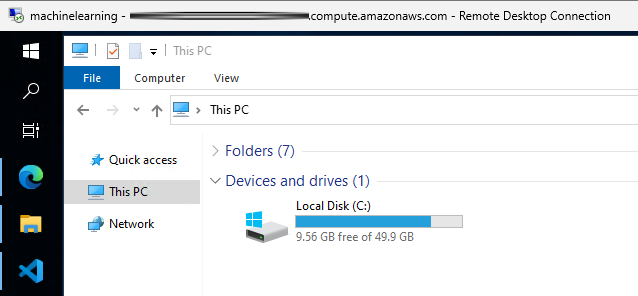 machinelearning - compute.amazonaws.com - Remote Desktop Connection
This PC
File Computer View
This PC
Quick access
This PC
Network
Folders (7)
Devices and drives (1)
Local Disk (C:)
9.56 GB free of 49.9 GB